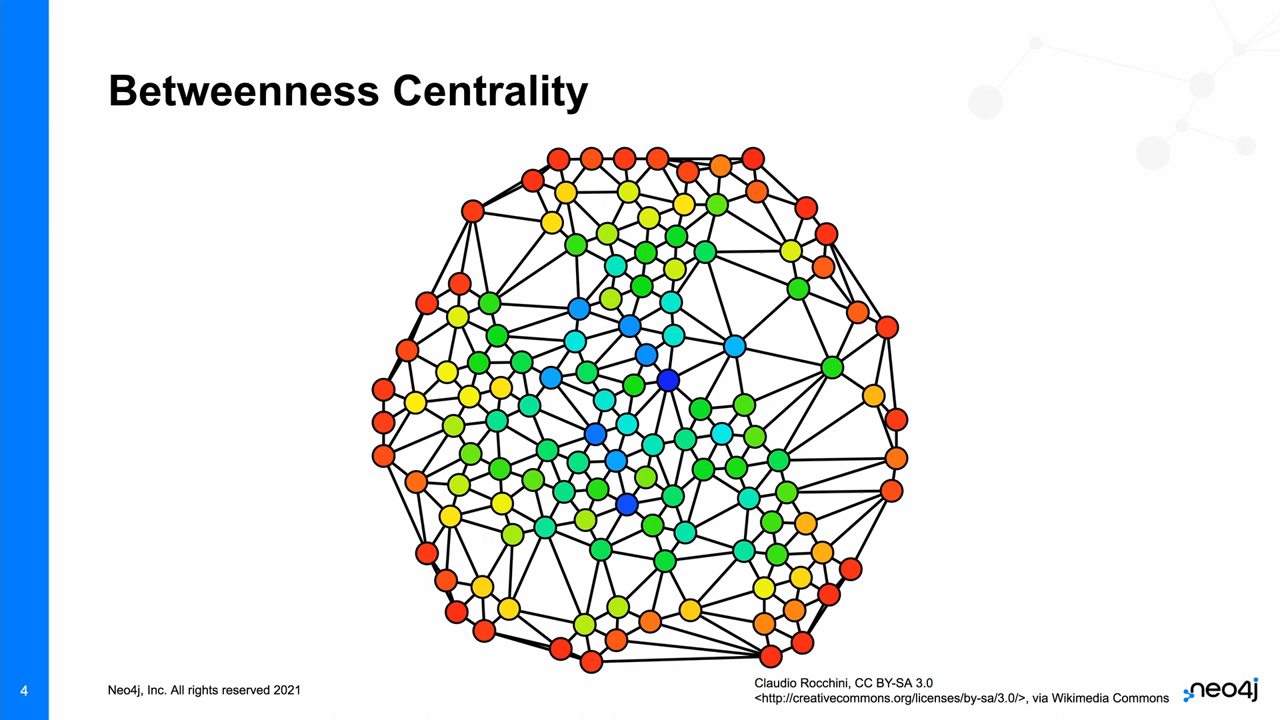 Betweenness Centrality
4
Neo4j, Inc. All rights reserved 2021
Claudio Rocchini, CC BY-SA 3.0
<http://creativecommons.org/licenses/by-sa/3.0/>, via Wikimedia Commons
neo4j